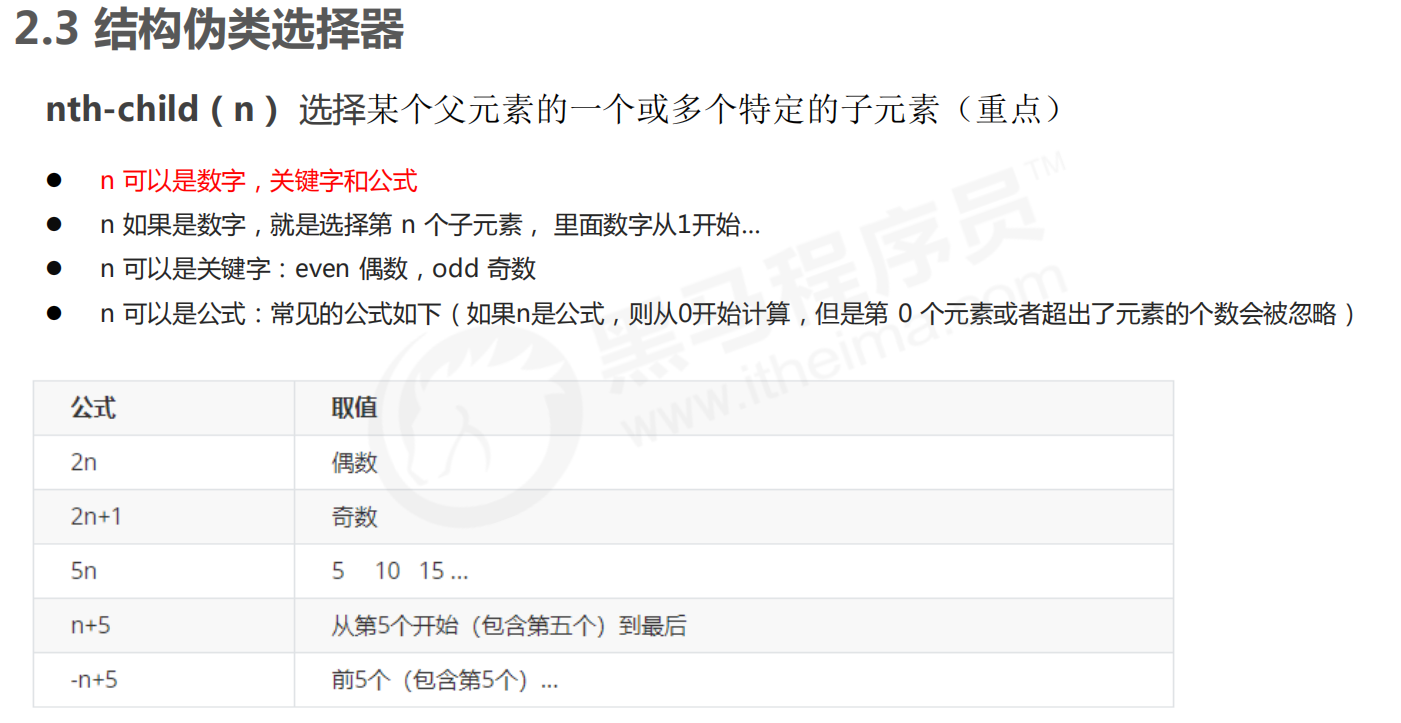 2.3 结构伪类选择器
nth-child（n） 选择某个父元素的一个或多个特定的子元素（重点）
● n 可以是数字，关键字和公式
● n 如果是数字，就是选择第 n 个子元素， 里面数字从1开始…
● n 可以是关键字：even 偶数，odd 奇数
● n 可以是公式：常见的公式如下（如果n是公式，则从0开始计算，但是第 0 个元素或者超出了元素的个数会被忽略）
黑马程序员™
www.itheima.com
公式 取值
2n 偶数
2n+1 奇数
5n 5 10 15 ...
n+5 从第5个开始（包含第五个）到最后
-n+5 前5个（包含第5个）...